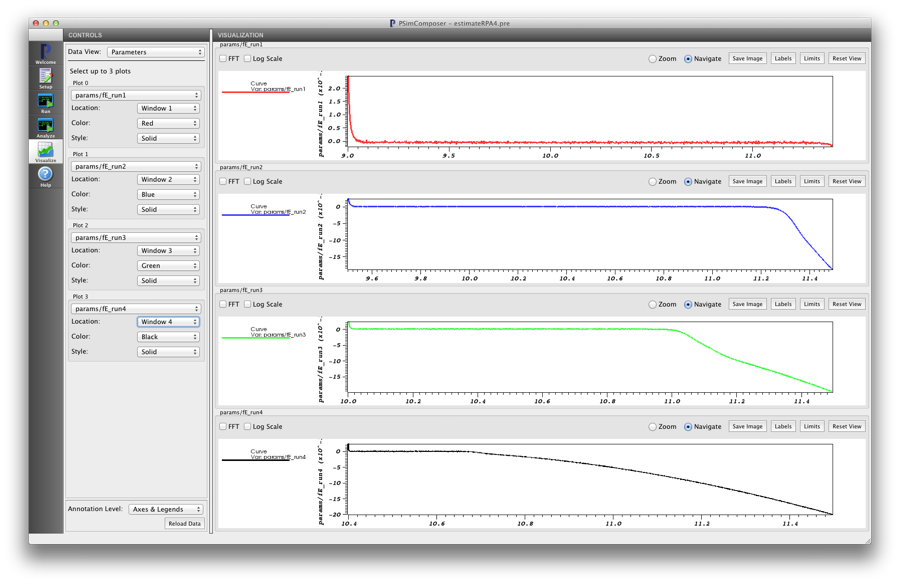 PSimComposer – estimateRPA4.pre
CONTROLS
VISUALIZATION
Welcome
Setup
Run
Analyze
Visualize
Help
Data View: Parameters
Select up to 3 plots
Plot 0
params/fE_run1
Location: Window 1
Color: Red
Style: Solid
Plot 1
params/fE_run2
Location: Window 2
Color: Blue
Style: Solid
Plot 2
params/fE_run3
Location: Window 3
Color: Green
Style: Solid
Plot 3
params/fE_run4
Location: Window 4
Color: Black
Style: Solid
Annotation Level: Axes & Legends
Reload Data
params/fE_run1
FFT Log Scale Zoom Navigate Save Image Labels Limits Reset View
Curve
Var: params/fE_run1
params/fE_run1 (x10^-
2.0
1.5
1.0
0.5
0.0
9.0 9.5 10.0 10.5 11.0
params/fE_run2
FFT Log Scale Zoom Navigate Save Image Labels Limits Reset View
Curve
Var: params/fE_run2
params/fE_run2 (x10^-
0
-5
-10
-15
9.6 9.8 10.0 10.2 10.4 10.6 10.8 11.0 11.2 11.4
params/fE_run3
FFT Log Scale Zoom Navigate Save Image Labels Limits Reset View
Curve
Var: params/fE_run3
params/fE_run3 (x10^-
0
-5
-10
-15
10.0 10.2 10.4 10.6 10.8 11.0 11.2 11.4
params/fE_run4
FFT Log Scale Zoom Navigate Save Image Labels Limits Reset View
Curve
Var: params/fE_run4
params/fE_run4 (x10^-
0
-5
-10
-15
-20
10.4 10.6 10.8 11.0 11.2 11.4